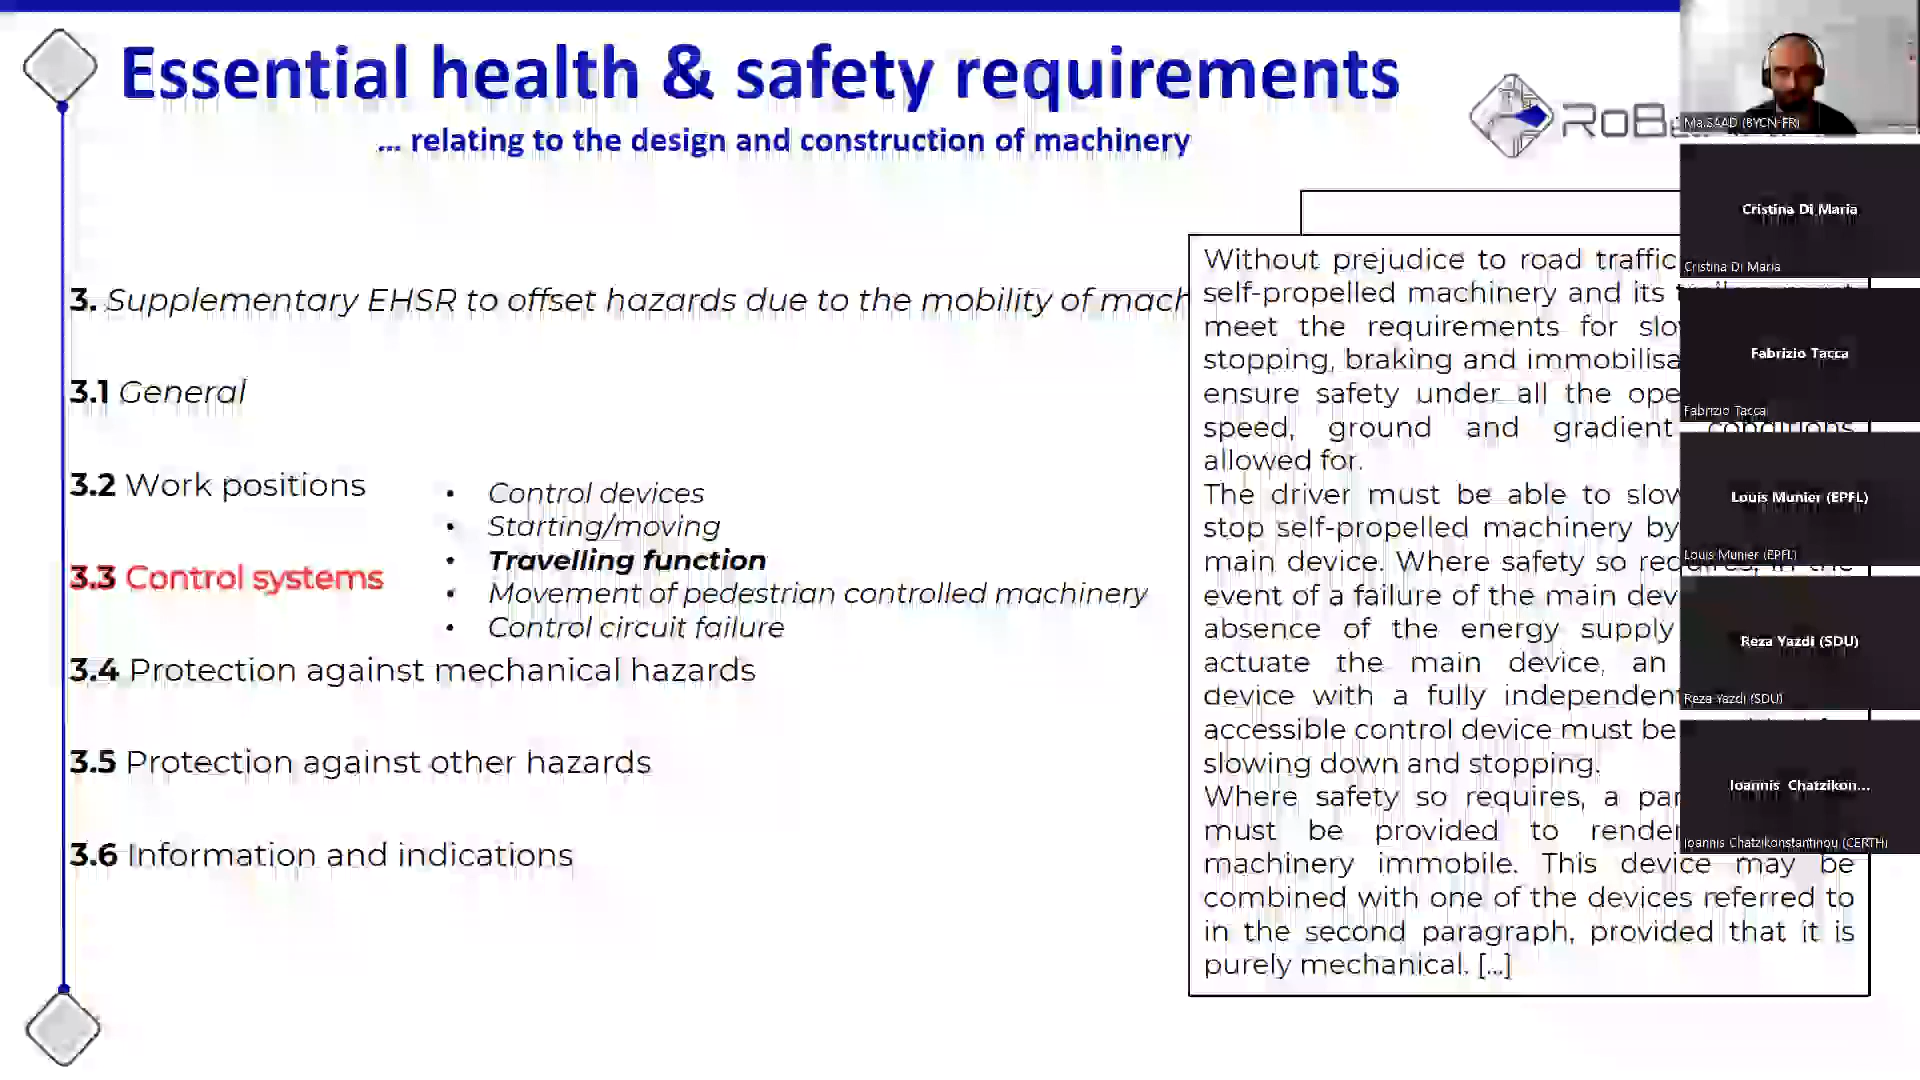 Essential health & safety requirements
... relating to the design and construction of machinery
3. Supplementary EHSR to offset hazards due to the mobility of mach
3.1 General
3.2 Work positions
• Control devices
• Starting/moving
• Travelling function
• Movement of pedestrian controlled machinery
• Control circuit failure
3.3 Control systems
3.4 Protection against mechanical hazards
3.5 Protection against other hazards
3.6 Information and indications
Without prejudice to road traffic
self-propelled machinery and its
meet the requirements for slo
stopping, braking and immobilisa
ensure safety under all the ope
speed, ground and gradient conditions
allowed for.
The driver must be able to slow
stop self-propelled machinery by
main device. Where safety so requires, in the
event of a failure of the main dev
absence of the energy supply
actuate the main device, an
device with a fully independent
accessible control device must be
slowing down and stopping.
Where safety so requires, a par
must be provided to render
machinery immobile. This device may be
combined with one of the devices referred to
in the second paragraph, provided that it is
purely mechanical. [...]
RoB
Ma.SAAD (BYCN-FR)
Cristina Di Maria
Cristina Di Maria
Fabrizio Tacca
Fabrizio Tacca
Louis Munier (EPFL)
Louis Munier (EPFL)
Reza Yazdi (SDU)
Reza Yazdi (SDU)
Ioannis Chatzikon...
Ioannis Chatzikonstantinou (CERTH)